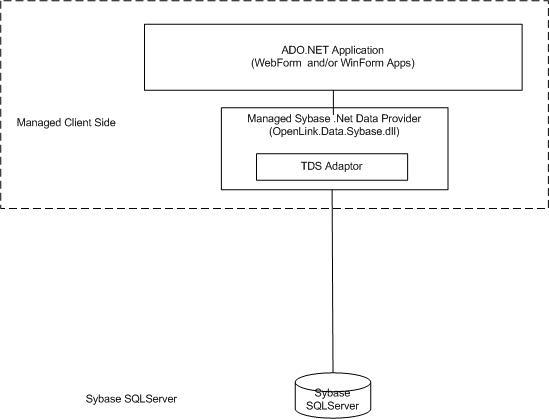 ADO.NET Application
(WebForm and/or WinForm Apps)
Managed Client Side
Managed Sybase .Net Data Provider
(OpenLink.Data.Sybase.dll)
TDS Adaptor
Sybase SQLServer
Sybase
SQLServer